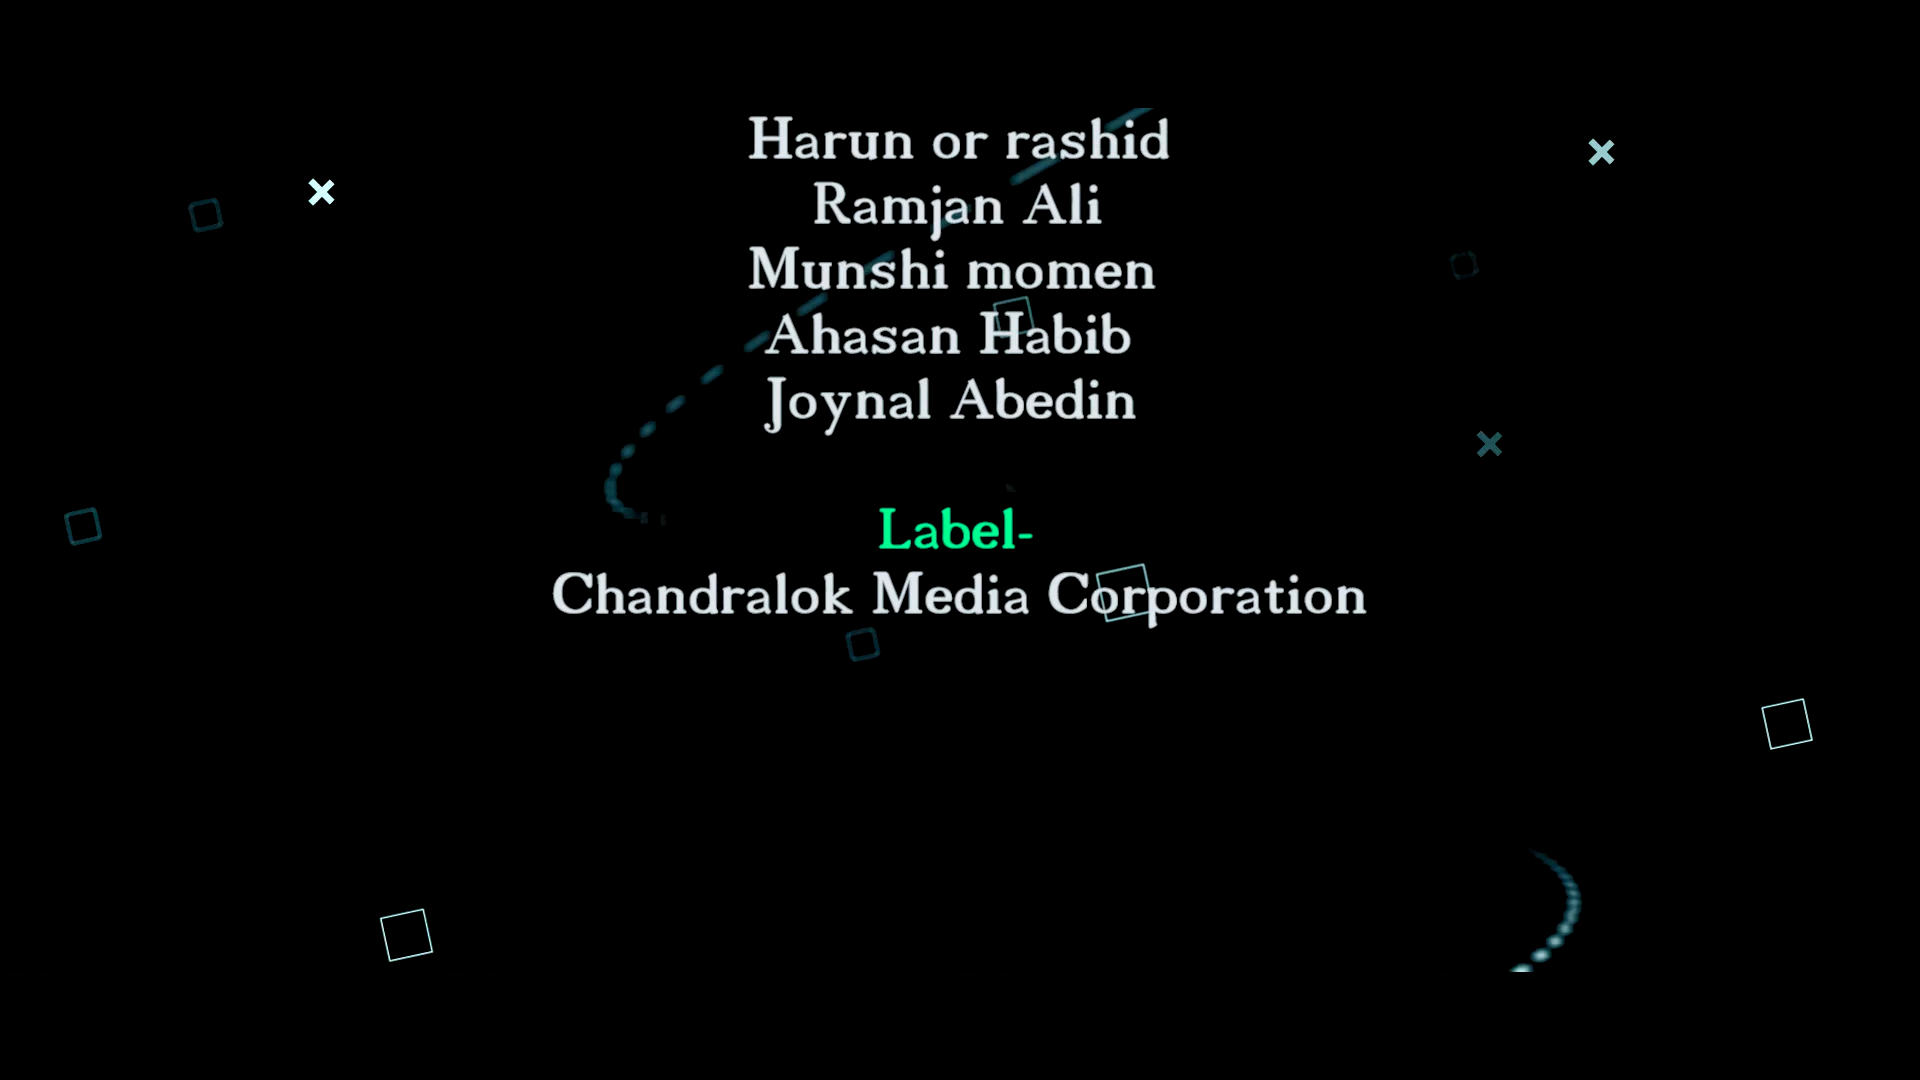 Harun or rashid
Ramjan Ali
Munshi momen
Ahasan Habib
Joynal Abedin
Label-
Chandralok Media Corporation